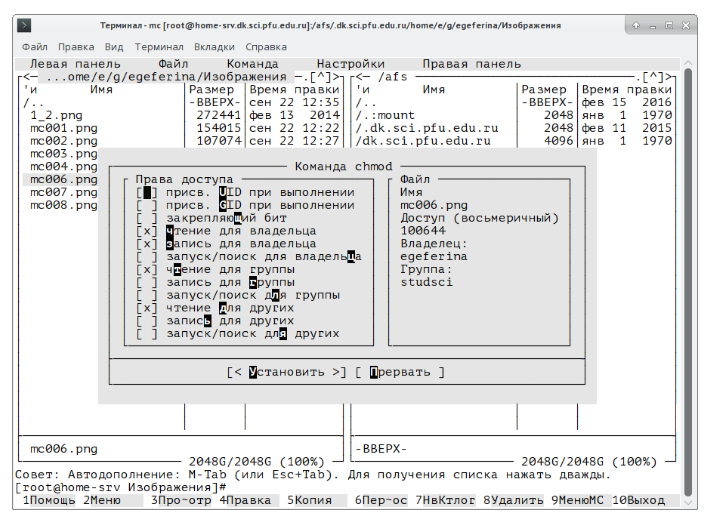 Терминал - mc [root@home-srv.dk.sci.pfu.edu.ru]:/afs/.dk.sci.pfu.edu.ru/home/e/g/egeferina/Изображения
Файл Правка Вид Терминал Вкладки Справка
Левая панель Файл Команда Настройки Правая панель
<— ...ome/e/g/egeferina/Изображения —.[^]> <— /afs —.[^]>
'и Имя Размер Время правки 'и Имя Размер Время правки
/.. -ВВЕРХ- сен 22 12:35 /.. -ВВЕРХ- фев 15 2016
1_2.png 272441 фев 13 2014 /.:mount 2048 янв 1 1970
mc001.png 154015 сен 22 12:22 /.dk.sci.pfu.edu.ru 2048 фев 11 2015
mc002.png 107074 сен 22 12:27 /dk.sci.pfu.edu.ru 4096 янв 1 1970
mc003.png
mc004.png Команда chmod
mc006.png Права доступа Файл
mc007.png [ ] присв. UID при выполнении Имя
mc008.png [ ] присв. GID при выполнении mc006.png
[ ] закрепляющий бит Доступ (восьмеричный)
[x] чтение для владельца 100644
[x] запись для владельца Владелец:
[ ] запуск/поиск для владельца egeferina
[x] чтение для группы Группа:
[ ] запись для группы studsci
[ ] запуск/поиск для группы
[x] чтение для других
[ ] запись для других
[ ] запуск/поиск для других
[< Установить >] [ Прервать ]
mc006.png -ВВЕРХ-
2048G/2048G (100%) 2048G/2048G (100%)
Совет: Автодополнение: M-Tab (или Esc+Tab). Для получения списка нажать дважды.
[root@home-srv Изображения]#
1Помощь 2Меню 3Про~отр 4Правка 5Копия 6Пер~ос 7НвКтлог 8Удалить 9МенюMC 10Выход